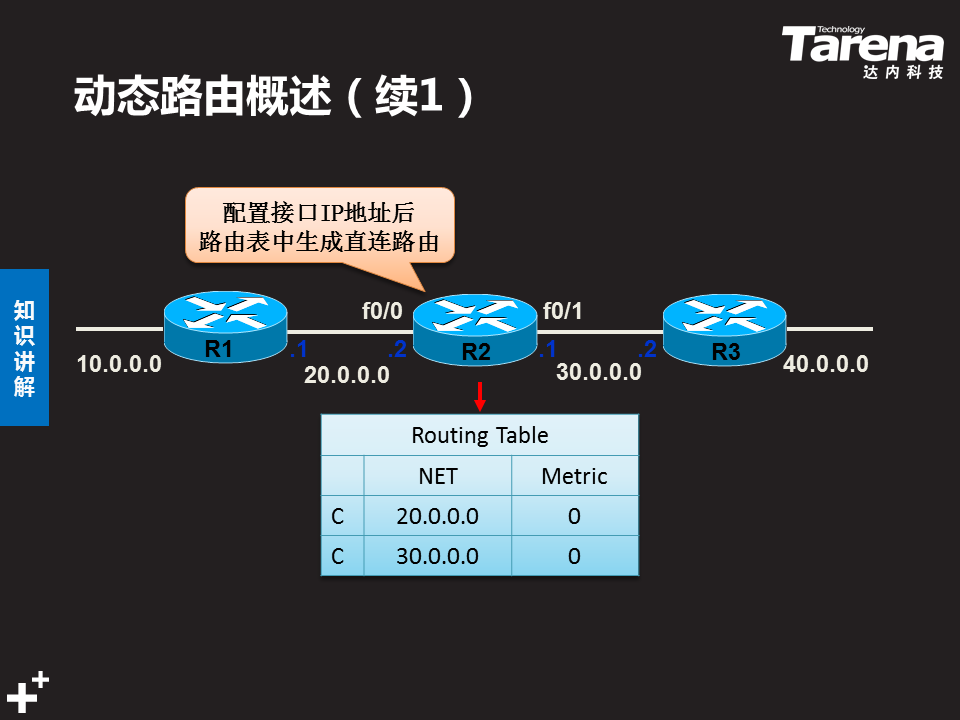 Technology
Tarena
达内科技
动态路由概述（续1）
配置接口IP地址后
路由表中生成直连路由
知识讲解
f0/0
f0/1
R1
R2
R3
.1
.2
.1
.2
10.0.0.0
20.0.0.0
30.0.0.0
40.0.0.0
Routing Table
NET Metric
C 20.0.0.0 0
C 30.0.0.0 0